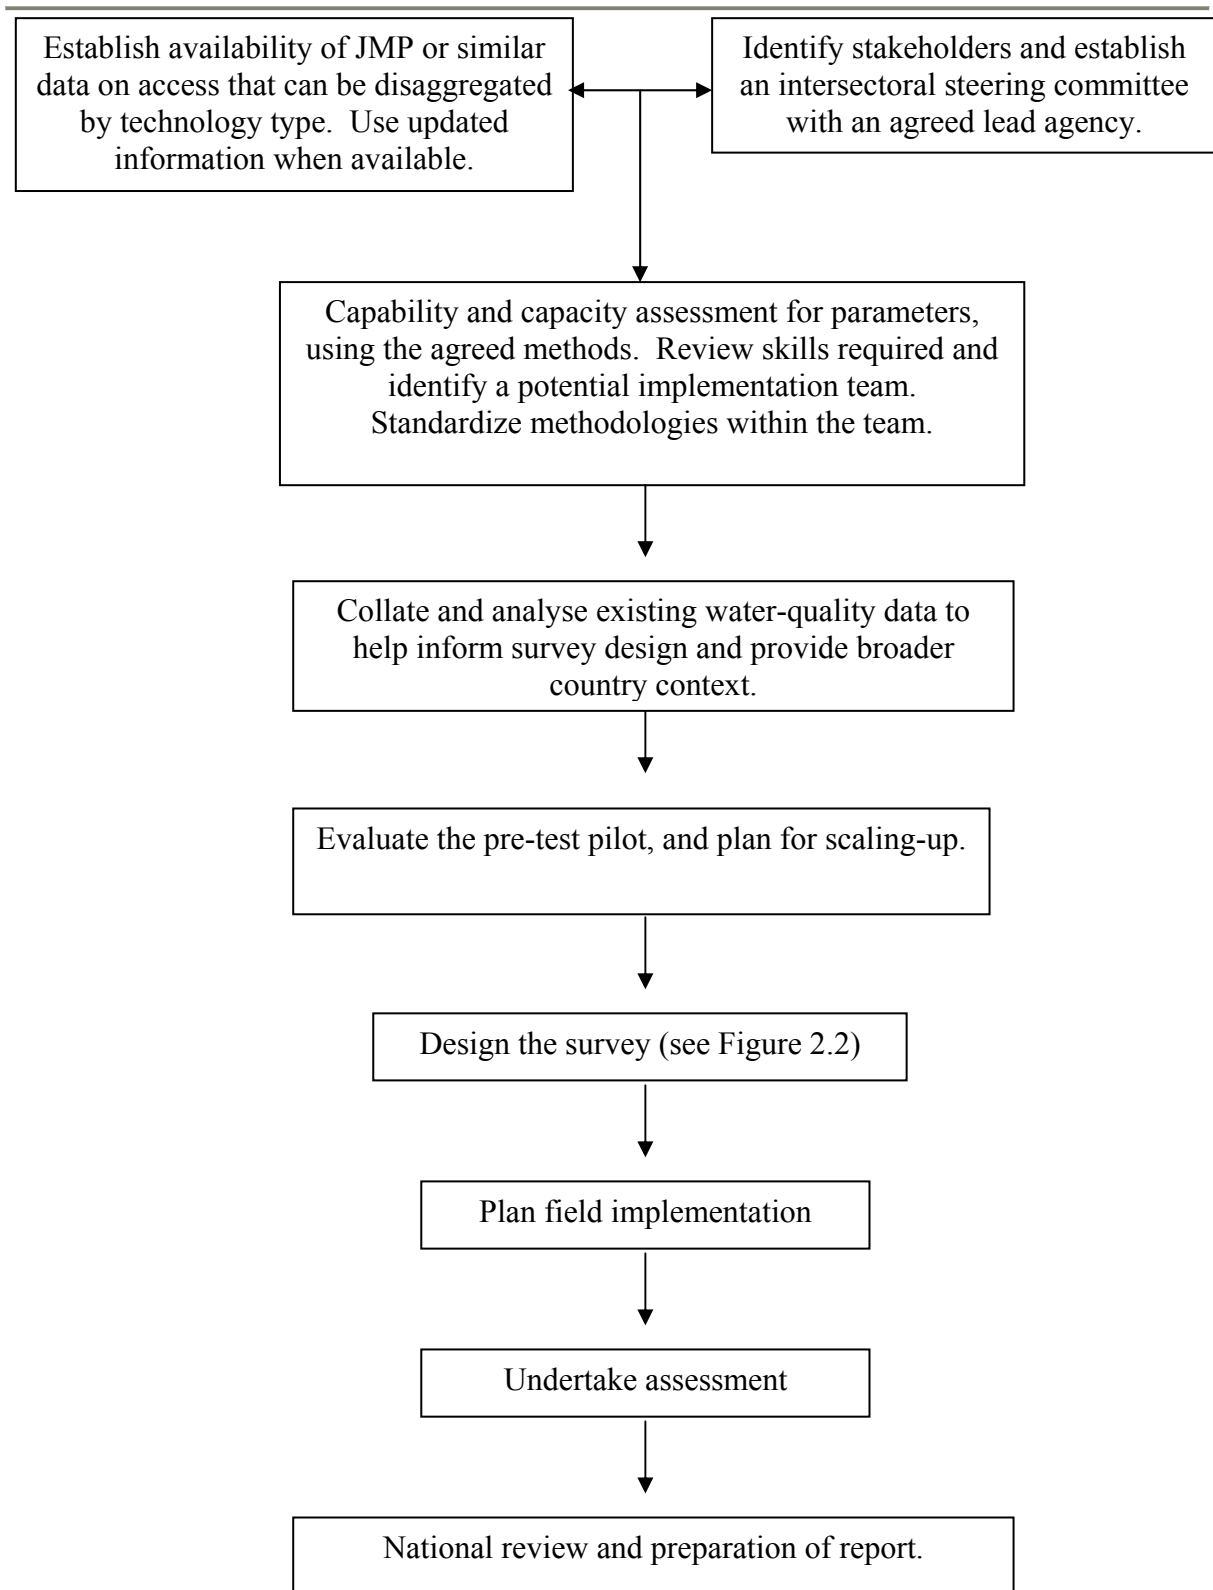 Establish availability of JMP or similar
data on access that can be disaggregated
by technology type.  Use updated
information when available.
Identify stakeholders and establish
an intersectoral steering committee
with an agreed lead agency.
Capability and capacity assessment for parameters,
using the agreed methods.  Review skills required and
identify a potential implementation team.
Standardize methodologies within the team.
Collate and analyse existing water-quality data to
help inform survey design and provide broader
country context.
Evaluate the pre-test pilot, and plan for scaling-up.
Design the survey (see Figure 2.2)
Plan field implementation
Undertake assessment
National review and preparation of report.